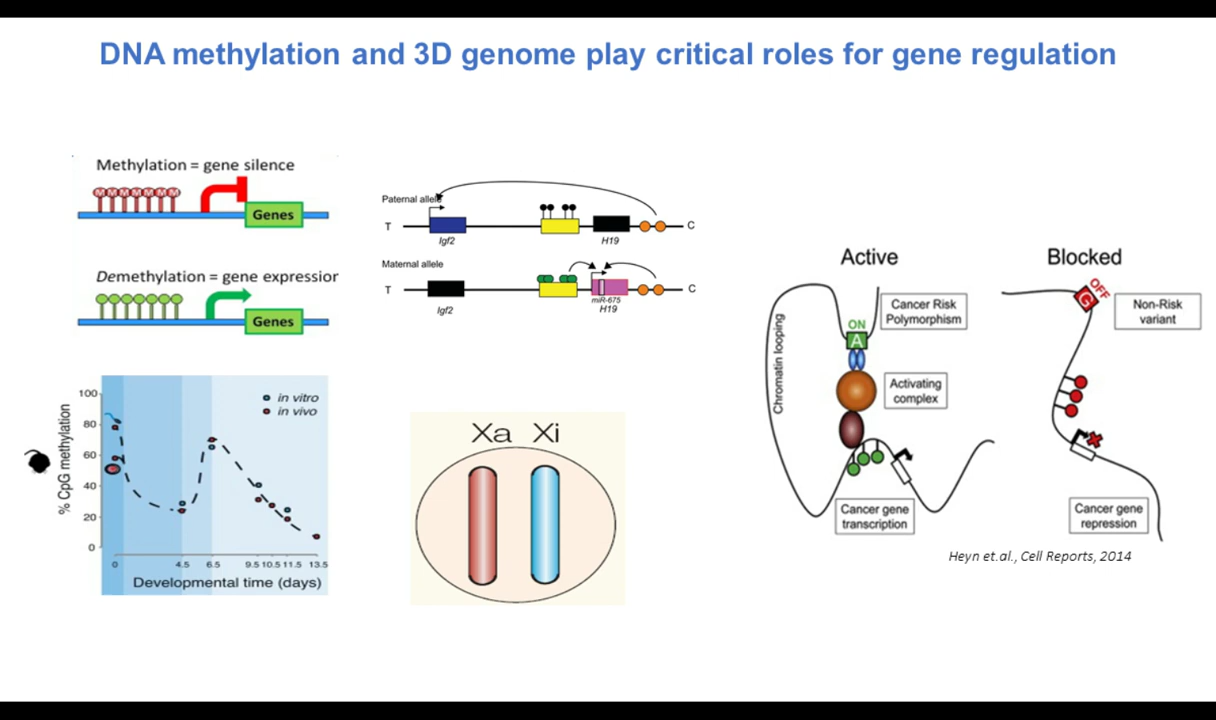 DNA methylation and 3D genome play critical roles for gene regulation
Methylation = gene silence
M M M M M M M
Genes
Demethylation = gene expression
Genes
% CpG methylation
100
80
60
40
20
0
in vitro
in vivo
0 4.5 6.5 9.5 10.5 11.5 13.5
Developmental time (days)
Paternal allele
T C
Igf2 H19
Maternal allele
T C
miR-675
Igf2 H19
Xa Xi
Active
Chromatin looping
ON
A
Cancer Risk
Polymorphism
Activating
complex
Cancer gene
transcription
Blocked
OFF
G
Non-Risk
variant
Cancer gene
repression
Heyn et.al., Cell Reports, 2014